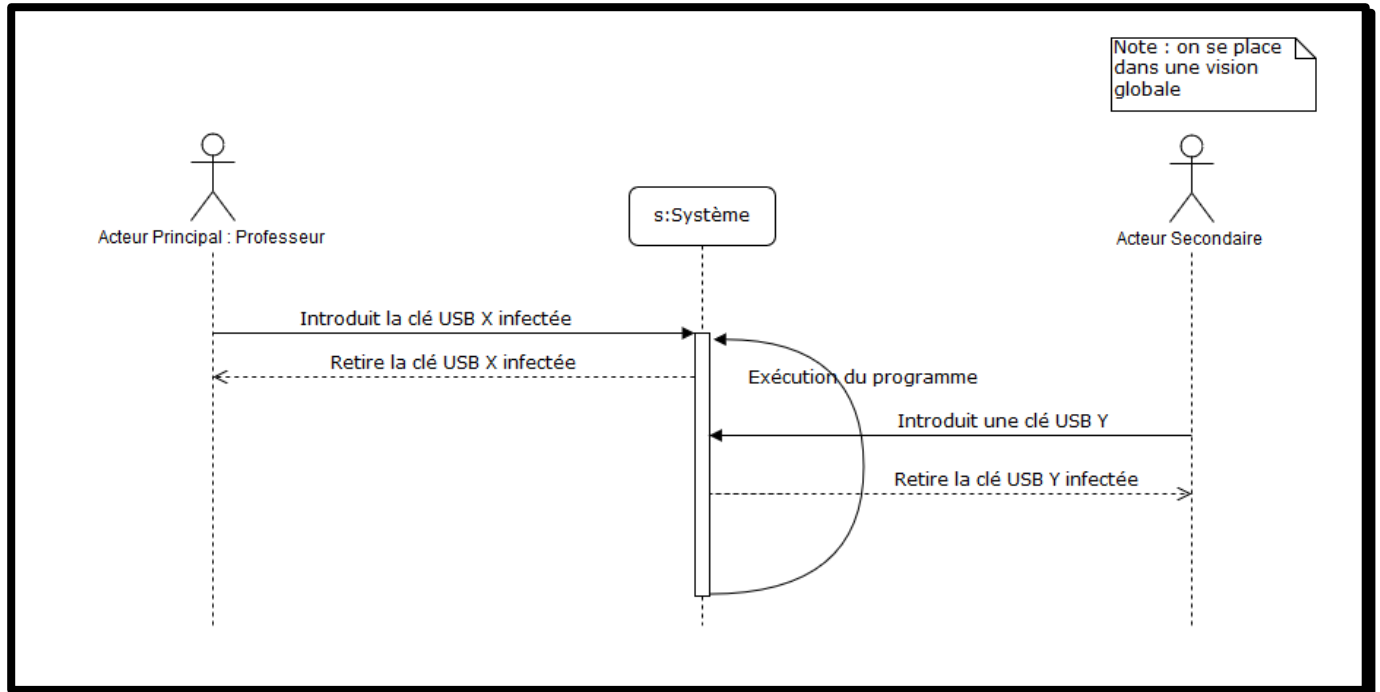 Note : on se place
dans une vision
globale
Acteur Principal : Professeur
s:Système
Acteur Secondaire
Introduit la clé USB X infectée
Retire la clé USB X infectée
Exécution du programme
Introduit une clé USB Y
Retire la clé USB Y infectée